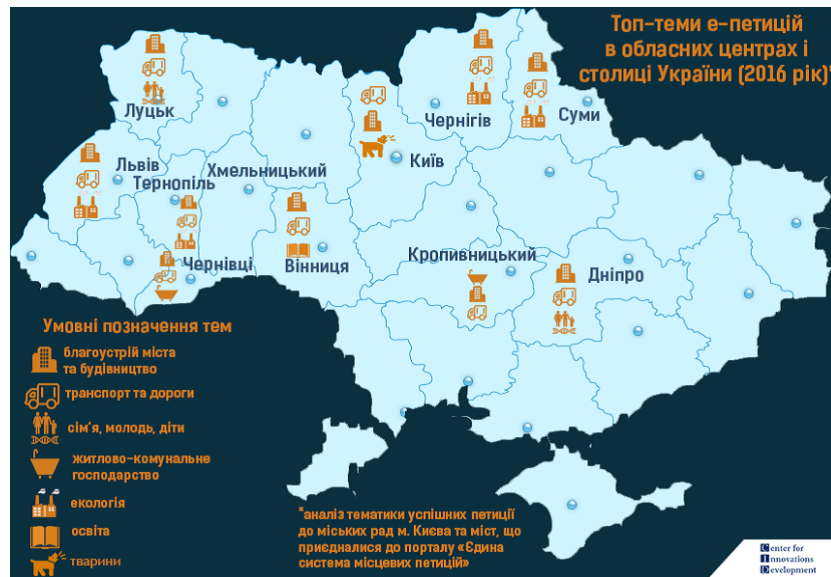 Топ-теми е-петицій
в обласних центрах і
столиці України (2016 рік)*
Луцьк
Чернігів
Суми
Київ
Львів
Тернопіль
Хмельницький
Чернівці
Вінниця
Кропивницький
Дніпро
Умовні позначення тем
благоустрій міста
та будівництво
транспорт та дороги
сім'я, молодь, діти
житлово-комунальне
господарство
екологія
освіта
тварини
*аналіз тематики успішних петиції
до міських рад м. Києва та міст, що
приєдналися до порталу «Єдина
система місцевих петицій»
Center for
Innovations
Development